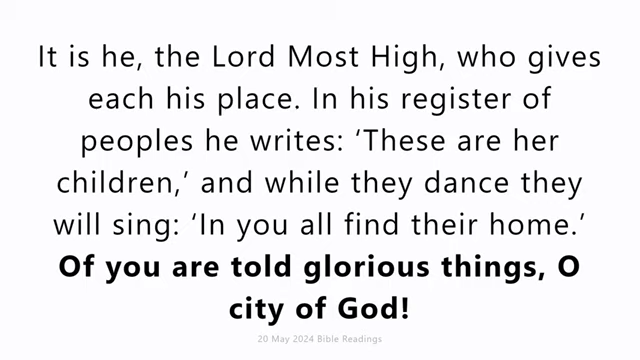 It is he, the Lord Most High, who gives
each his place. In his register of
peoples he writes: ‘These are her
children,’ and while they dance they
will sing: ‘In you all find their home.’
Of you are told glorious things, O
city of God!
20 May 2024 Bible Readings